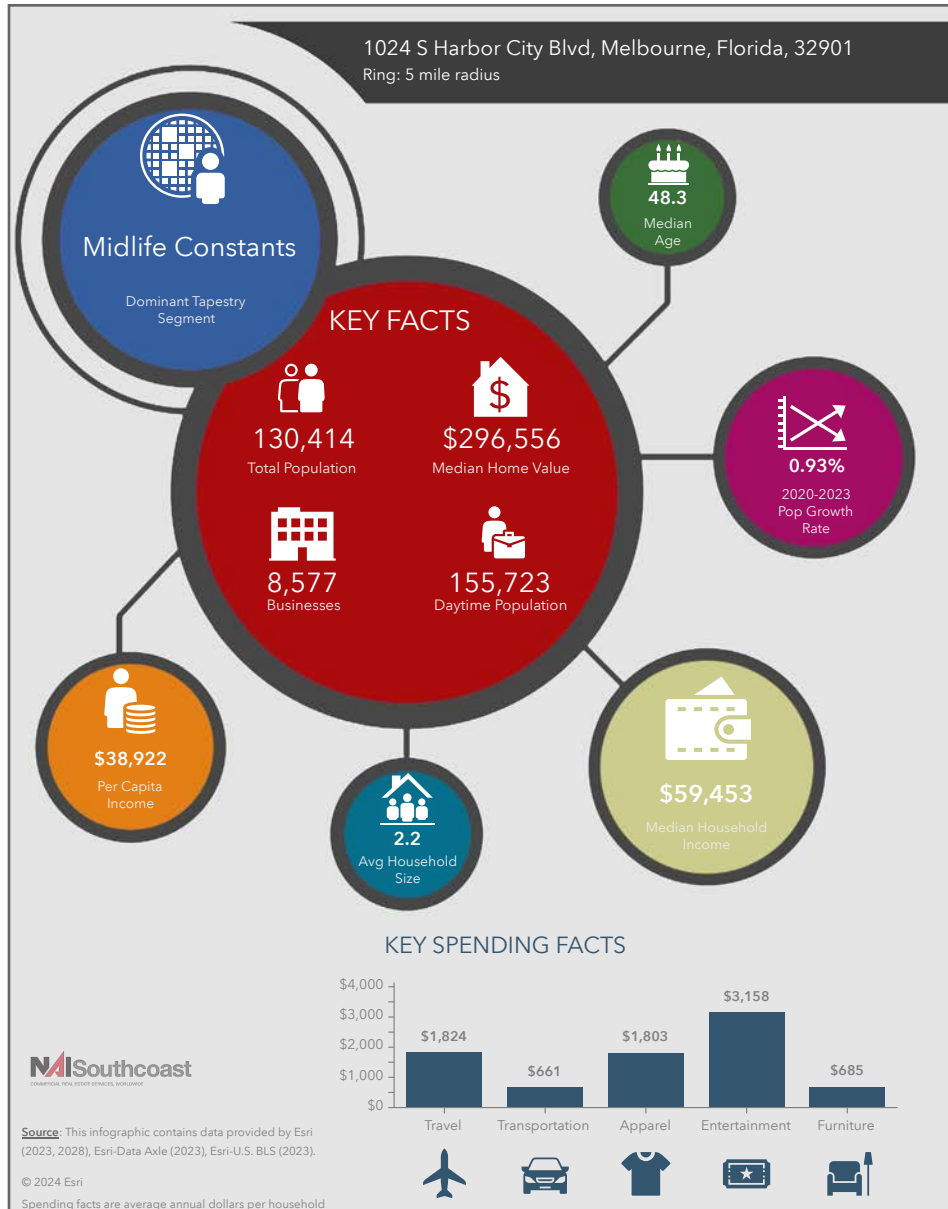 1024 S Harbor City Blvd, Melbourne, Florida, 32901
Ring: 5 mile radius
Midlife Constants
Dominant Tapestry
Segment
48.3
Median
Age
KEY FACTS
130,414
Total Population
$296,556
Median Home Value
8,577
Businesses
155,723
Daytime Population
0.93%
2020-2023
Pop Growth
Rate
$38,922
Per Capita
Income
2.2
Avg Household
Size
$59,453
Median Household
Income
KEY SPENDING FACTS
$4,000
$3,000
$2,000
$1,000
$0
$1,824
$661
$1,803
$3,158
$685
Travel
Transportation
Apparel
Entertainment
Furniture
NAISouthcoast
COMMERCIAL REAL ESTATE SERVICES, WORLDWIDE
Source: This infographic contains data provided by Esri
(2023, 2028), Esri-Data Axle (2023), Esri-U.S. BLS (2023).
© 2024 Esri
Spending facts are average annual dollars per household